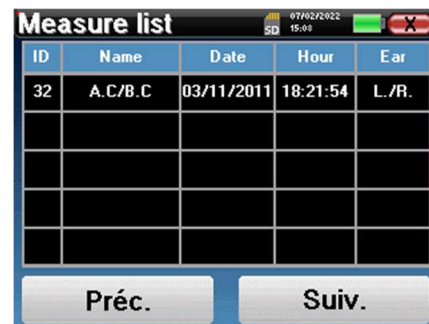 Measure list
SD
07/02/2022
15:08
X
ID Name Date Hour Ear
32 A.C/B.C 03/11/2011 18:21:54 L./R.
Préc. Suiv.